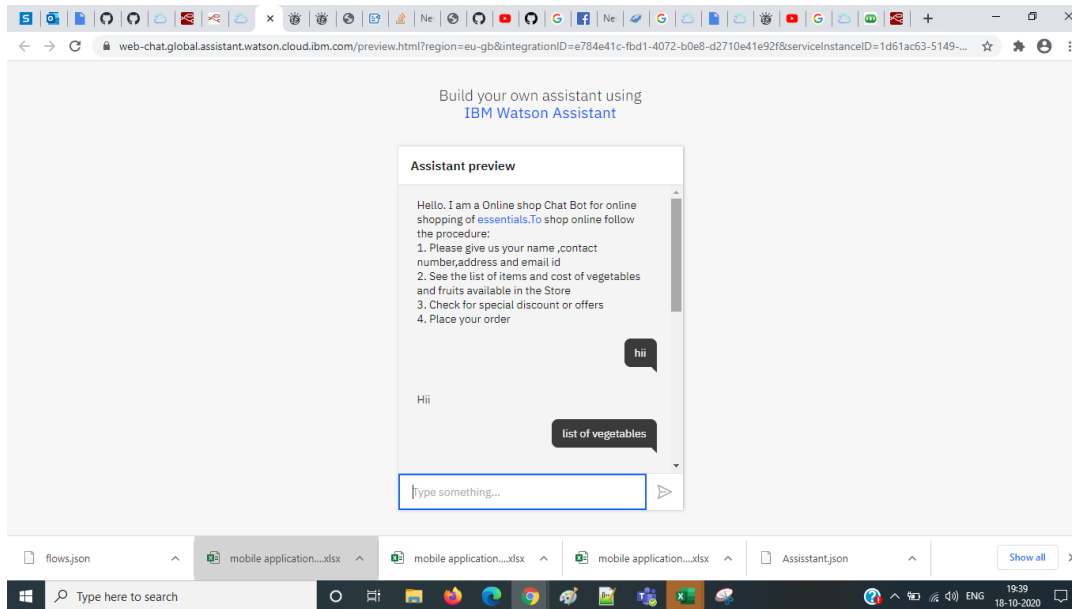 Ne
Ne
web-chat.global.assistant.watson.cloud.ibm.com/preview.html?region=eu-gb&integrationID=e784e41c-fbd1-4072-b0e8-d2710e41e92f&serviceInstanceID=1d61ac63-5149-...
Build your own assistant using
IBM Watson Assistant
Assistant preview
Hello. I am a Online shop Chat Bot for online
shopping of essentials.To shop online follow
the procedure:
1. Please give us your name ,contact
number,address and email id
2. See the list of items and cost of vegetables
and fruits available in the Store
3. Check for special discount or offers
4. Place your order
hii
Hii
list of vegetables
Type something...
flows.json
mobile application....xlsx
mobile application....xlsx
mobile application....xlsx
Assisstant.json
Show all
Type here to search
ENG
19:39
18-10-2020